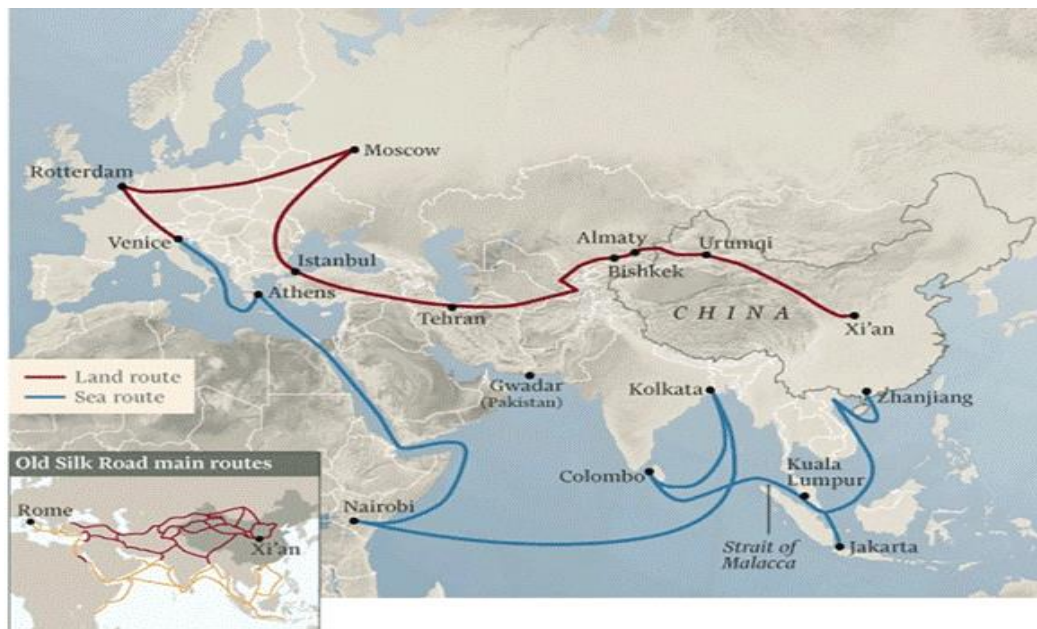 Moscow
Rotterdam
Venice
Istanbul
Athens
Tehran
Almaty
Bishkek
Urumqi
CHINA
Xi'an
Land route
Sea route
Gwadar
(Pakistan)
Kolkata
Zhanjiang
Colombo
Kuala
Lumpur
Nairobi
Strait of
Malacca
Jakarta
Old Silk Road main routes
Rome
Xi'an